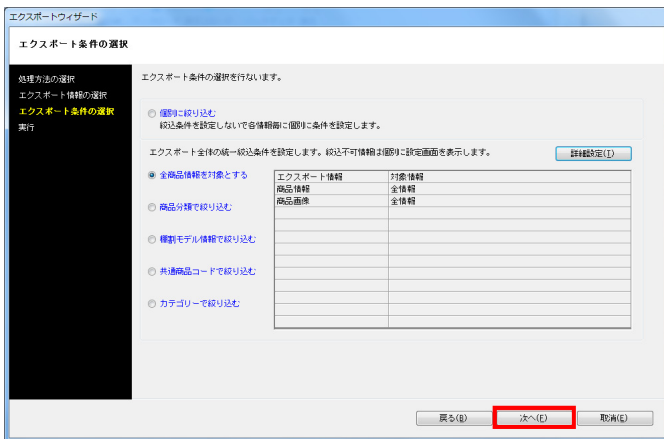 エクスポートウィザード
エクスポート条件の選択
処理方法の選択
エクスポート情報の選択
エクスポート条件の選択
実行
エクスポート条件の選択を行ないます。
個別に絞り込む
絞込条件を設定しないで各情報毎に個別に条件を設定します。
エクスポート全体の統一絞込条件を設定します。絞込不可情報は個別に設定画面を表示します。
詳細設定(I)
全商品情報を対象とする
商品分類で絞り込む
棚割モデル情報で絞り込む
共通商品コードで絞り込む
カテゴリーで絞り込む
エクスポート情報 対象情報
商品情報 全情報
商品画像 全情報
戻る(B) 次へ(F) 取消(E)